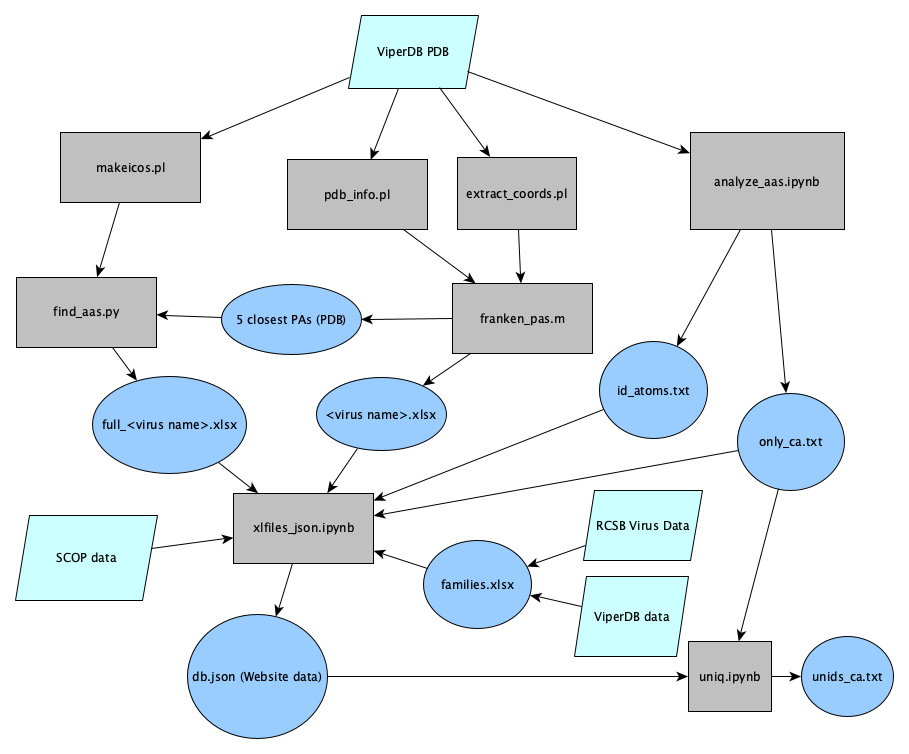 ViperDB PDB
makeicos.pl
pdb_info.pl
extract_coords.pl
analyze_aas.ipynb
find_aas.py
5 closest PAs (PDB)
franken_pas.m
full_<virus name>.xlsx
<virus name>.xlsx
id_atoms.txt
only_ca.txt
xlfiles_json.ipynb
RCSB Virus Data
SCOP data
families.xlsx
ViperDB data
db.json (Website data)
uniq.ipynb
unids_ca.txt